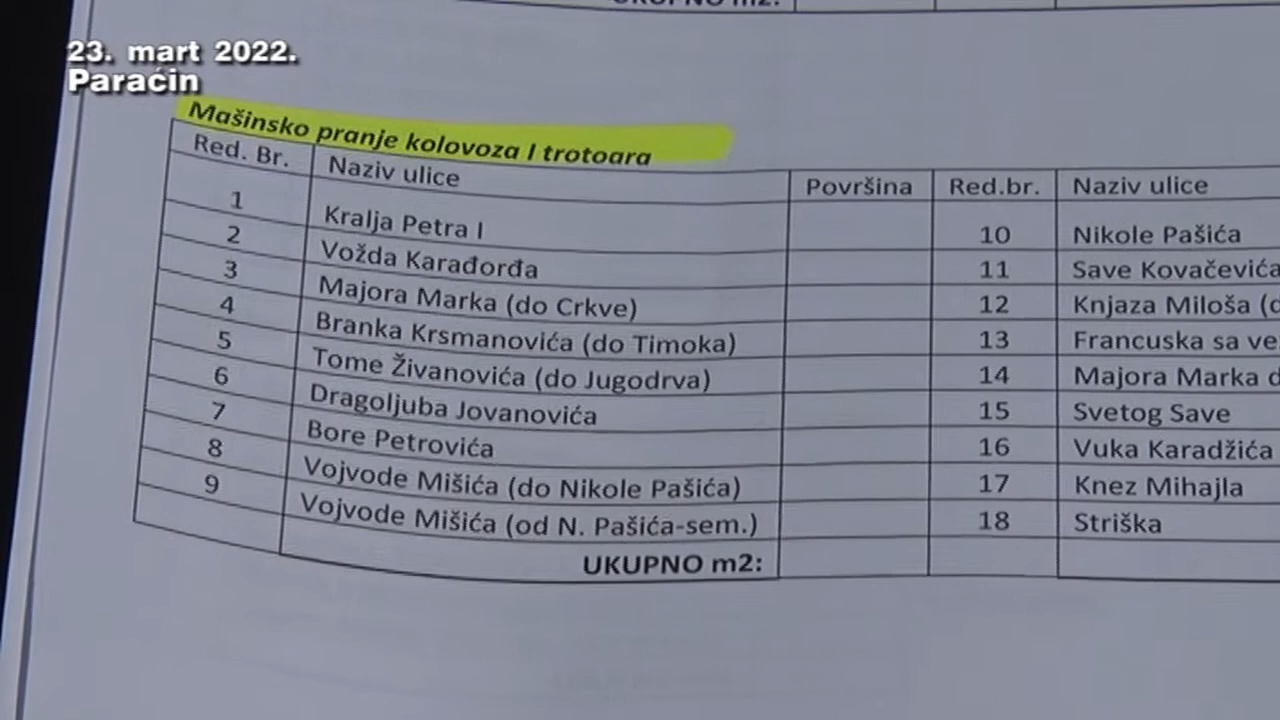 UKUPNO m2:
23. mart 2022.
Paraćin
Mašinsko pranje kolovoza I trotoara
Red. Br. Naziv ulice Površina Red.br. Naziv ulice
1 Kralja Petra I 10 Nikole Pašića
2 Vožda Karađorđa 11 Save Kovačevića
3 Majora Marka (do Crkve) 12 Knjaza Miloša (d
4 Branka Krsmanovića (do Timoka) 13 Francuska sa ve
5 Tome Živanovića (do Jugodrva) 14 Majora Marka d
6 Dragoljuba Jovanovića 15 Svetog Save
7 Bore Petrovića 16 Vuka Karadžića
8 Vojvode Mišića (do Nikole Pašića) 17 Knez Mihajla
9 Vojvode Mišića (od N. Pašića-sem.) 18 Striška
UKUPNO m2: